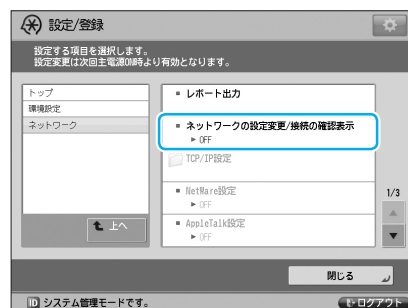 設定/登録
設定する項目を選択します。
設定変更は次回主電源ON時より有効となります。
トップ
環境設定
ネットワーク
上へ
レポート出力
ネットワークの設定変更/接続の確認表示
► OFF
TCP/IP設定
NetWare設定
► OFF
AppleTalk設定
► OFF
1/3
閉じる
ID システム管理モードです。
ログアウト